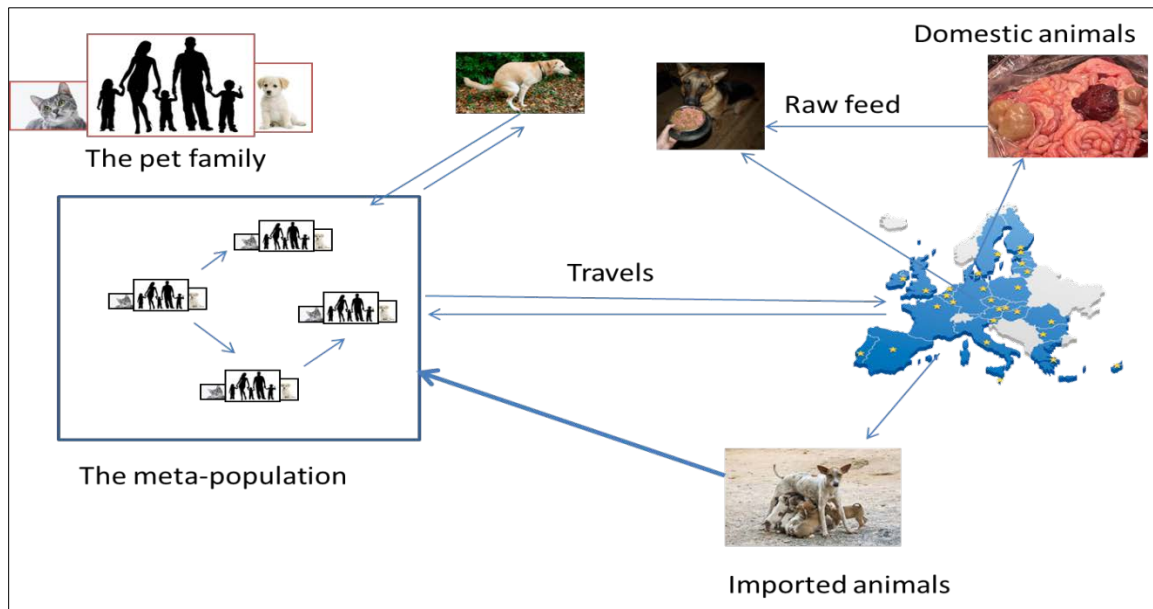 Domestic animals
Raw feed
The pet family
Travels
The meta-population
Imported animals